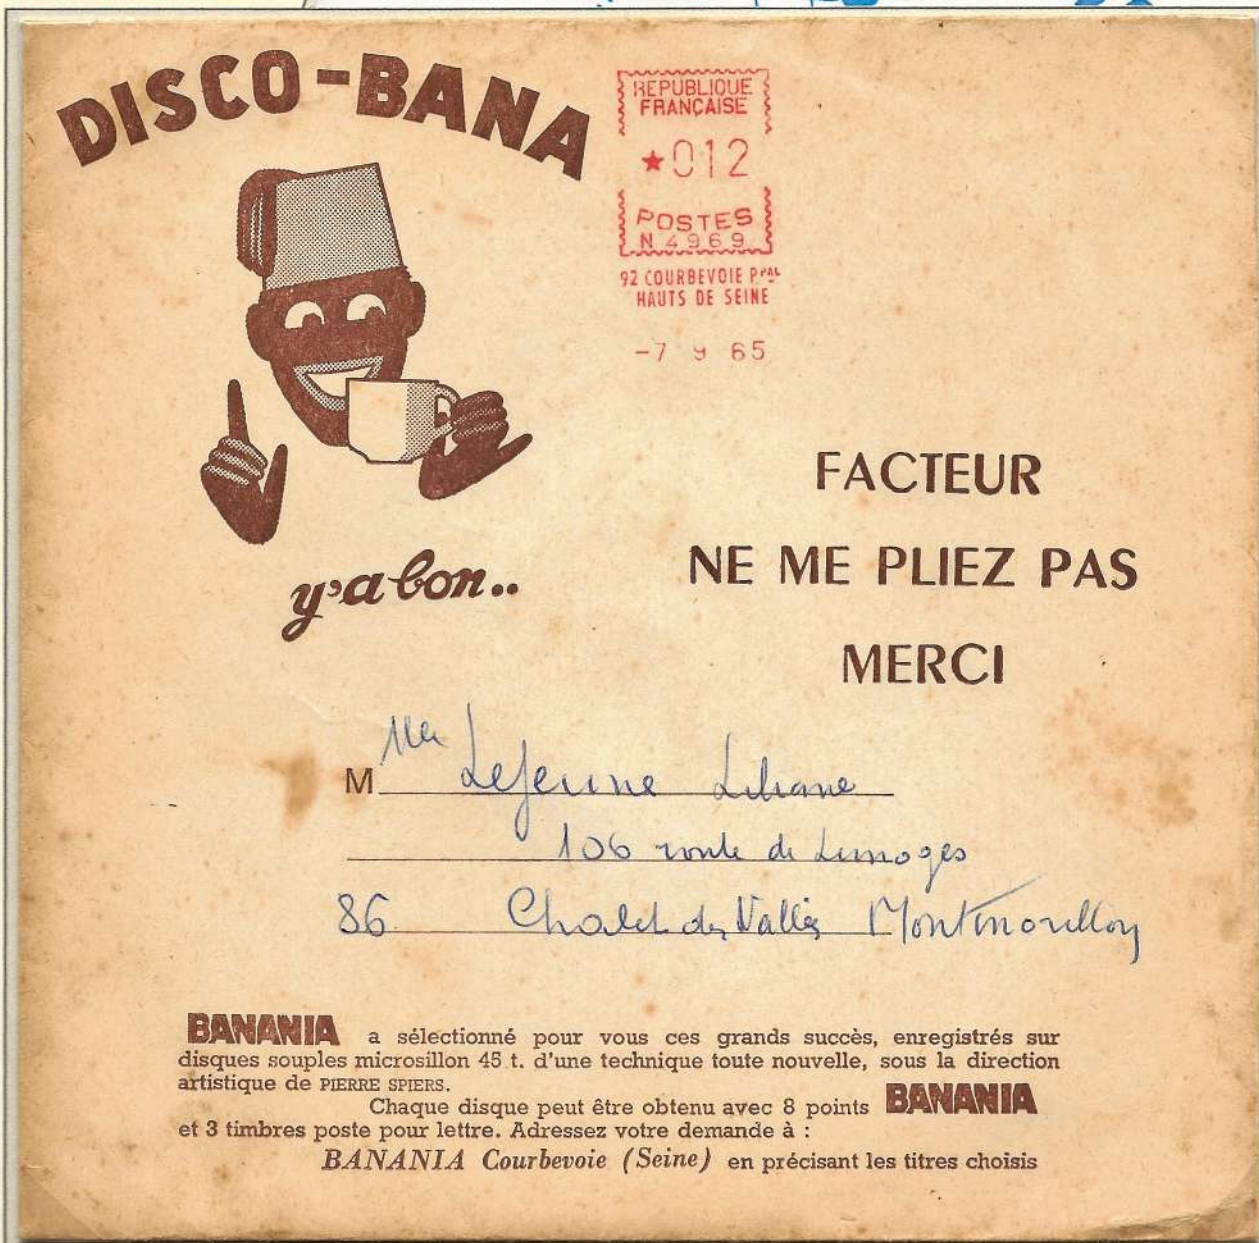 DISCO-BANA
REPUBLIQUE
FRANÇAISE
★012
POSTES
N 4969
92 COURBEVOIE PPAL
HAUTS DE SEINE
-7 9 65
FACTEUR
NE ME PLIEZ PAS
MERCI
y'a bon..
M lle Lejeune Liliane
106 route de Limoges
86 Chalet des Vallées Montmorillon
BANANIA a sélectionné pour vous ces grands succès, enregistrés sur
disques souples microsillon 45 t. d'une technique toute nouvelle, sous la direction
artistique de PIERRE SPIERS.
Chaque disque peut être obtenu avec 8 points BANANIA
et 3 timbres poste pour lettre. Adressez votre demande à :
BANANIA Courbevoie (Seine) en précisant les titres choisis